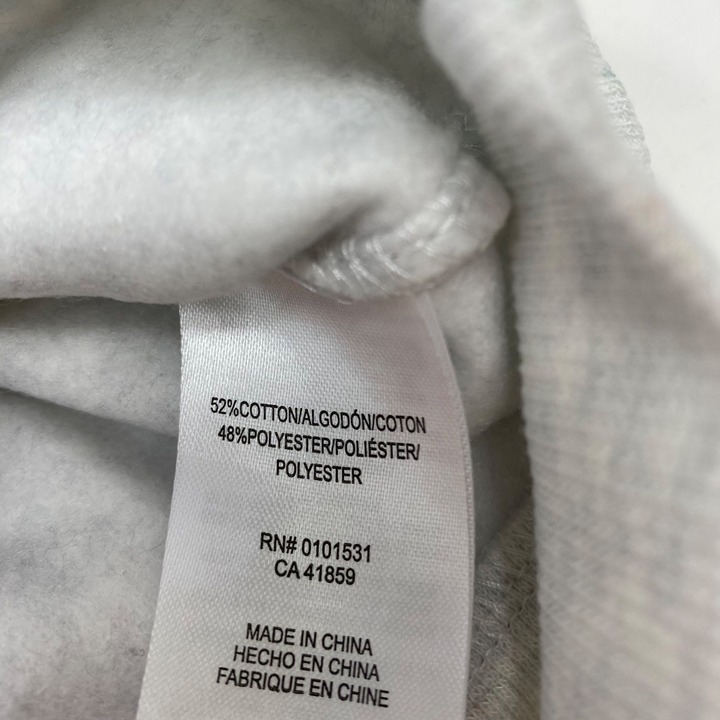 52%COTTON/ALGODÓN/COTON
48%POLYESTER/POLIÉSTER/
POLYESTER
RN# 0101531
CA 41859
MADE IN CHINA
HECHO EN CHINA
FABRIQUE EN CHINE